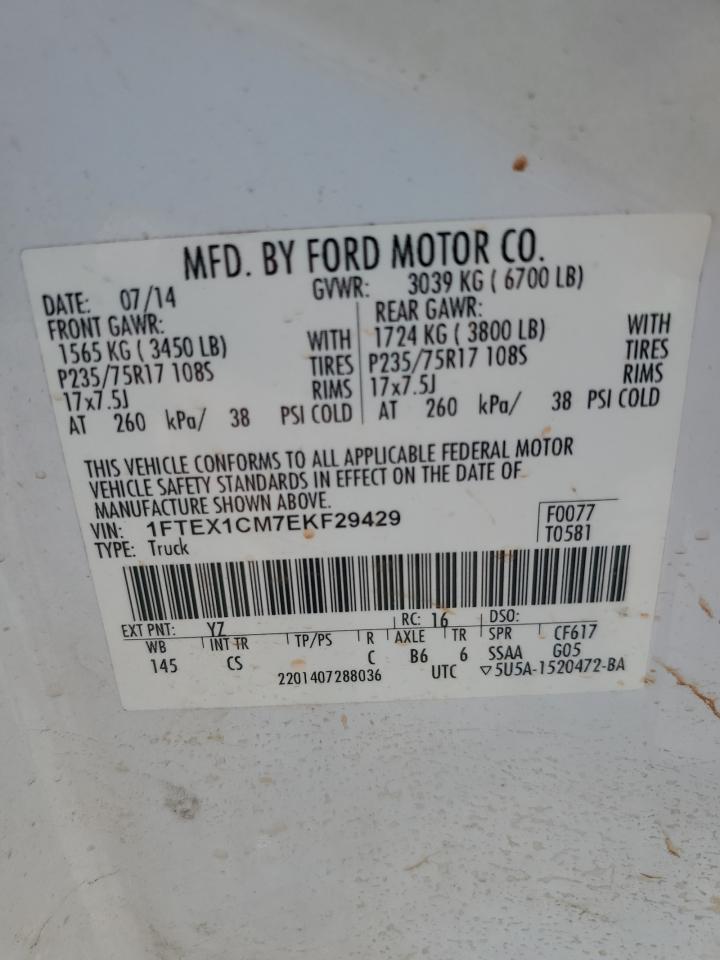 MFD. BY FORD MOTOR CO.
DATE: 07/14 GVWR: 3039 KG ( 6700 LB)
FRONT GAWR: REAR GAWR:
1565 KG ( 3450 LB) WITH 1724 KG ( 3800 LB) WITH
P235/75R17 108S TIRES P235/75R17 108S TIRES
17x7.5J RIMS 17x7.5J RIMS
AT 260 kPa/ 38 PSI COLD AT 260 kPa/ 38 PSI COLD
THIS VEHICLE CONFORMS TO ALL APPLICABLE FEDERAL MOTOR
VEHICLE SAFETY STANDARDS IN EFFECT ON THE DATE OF
MANUFACTURE SHOWN ABOVE.
VIN: 1FTEX1CM7EKF29429 F0077
TYPE: Truck T0581
EXT PNT: YZ RC: 16 DSO:
WB INT TR TP/PS R AXLE TR SPR CF617
145 CS C B6 6 SSAA G05
2201407288036 UTC ▽5U5A-1520472-BA